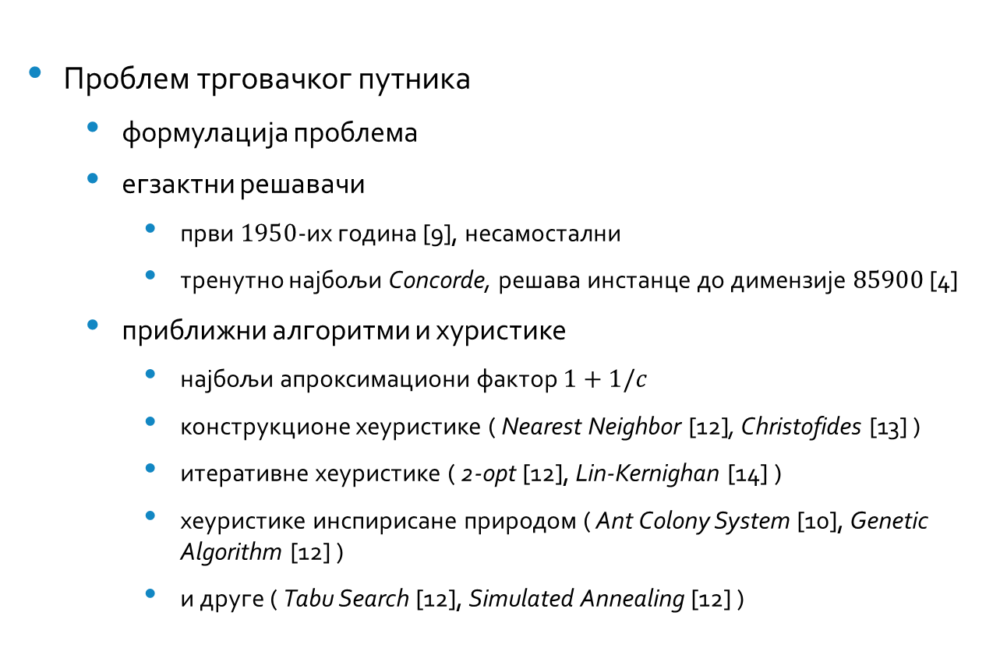 • Проблем трговачког путника
• формулација проблема
• егзактни решавачи
• први 1950-их година [9], несамостални
• тренутно најбољи Concorde, решава инстанце до димензије 85900 [4]
• приближни алгоритми и хуристике
• најбољи апроксимациони фактор 1 + 1/c
• конструкционе хеуристике ( Nearest Neighbor [12], Christofides [13] )
• итеративне хеуристике ( 2-opt [12], Lin-Kernighan [14] )
• хеуристике инспирисане природом ( Ant Colony System [10], Genetic
Algorithm [12] )
• и друге ( Tabu Search [12], Simulated Annealing [12] )